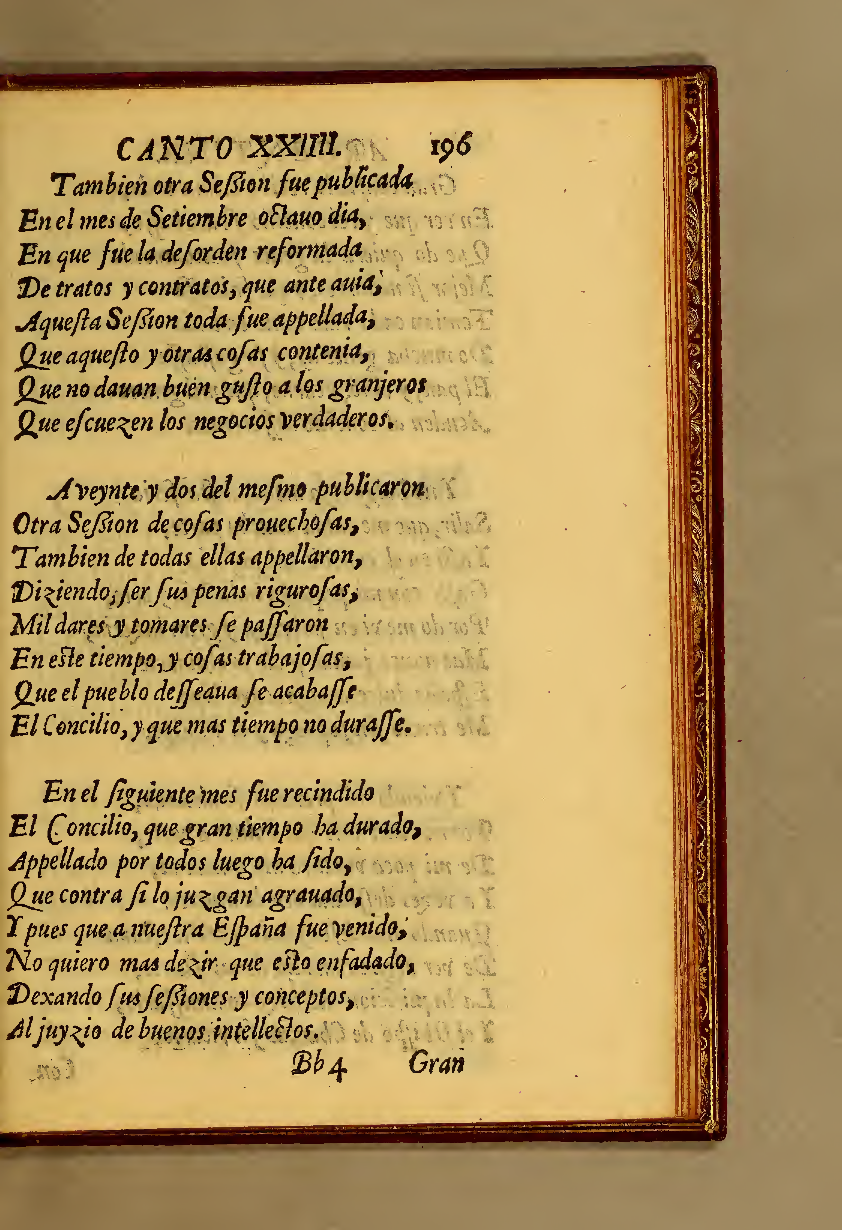 CANTO XXIIII. 196
Tambien otra Seſsion fue publicada
En el mes de Setiembre octauo dia,
En que fue la deſorden reformada
De tratos y contratos, que ante auia,
Aqueſta Seſsion toda fue appellada,
Que aqueſto y otras coſas contenia,
Que no dauan buen guſto a los granjeros
Que eſcuezen los negocios verdaderos.
A veynte y dos del meſmo publicaron
Otra Seſsion de coſas prouechoſas,
Tambien de todas ellas appellaron,
Diziendo, ſer ſus penas riguroſas,
Mil dares y tomares ſe paſſaron
En eſte tiempo, y coſas trabajoſas,
Que el pueblo deſſeaua ſe acabaſſe
El Concilio, y que mas tiempo no duraſſe.
En el ſiguiente mes fue recindido
El Concilio, que gran tiempo ha durado,
Appellado por todos luego ha ſido,
Que contra ſi lo juzgan agrauado,
Y pues que a nueſtra Eſpaña fue venido,
No quiero mas dezir que eſto enfadado,
Dexando ſus ſeſsiones y conceptos,
Al juyzio de buenos intellectos.
Bb 4 Gran